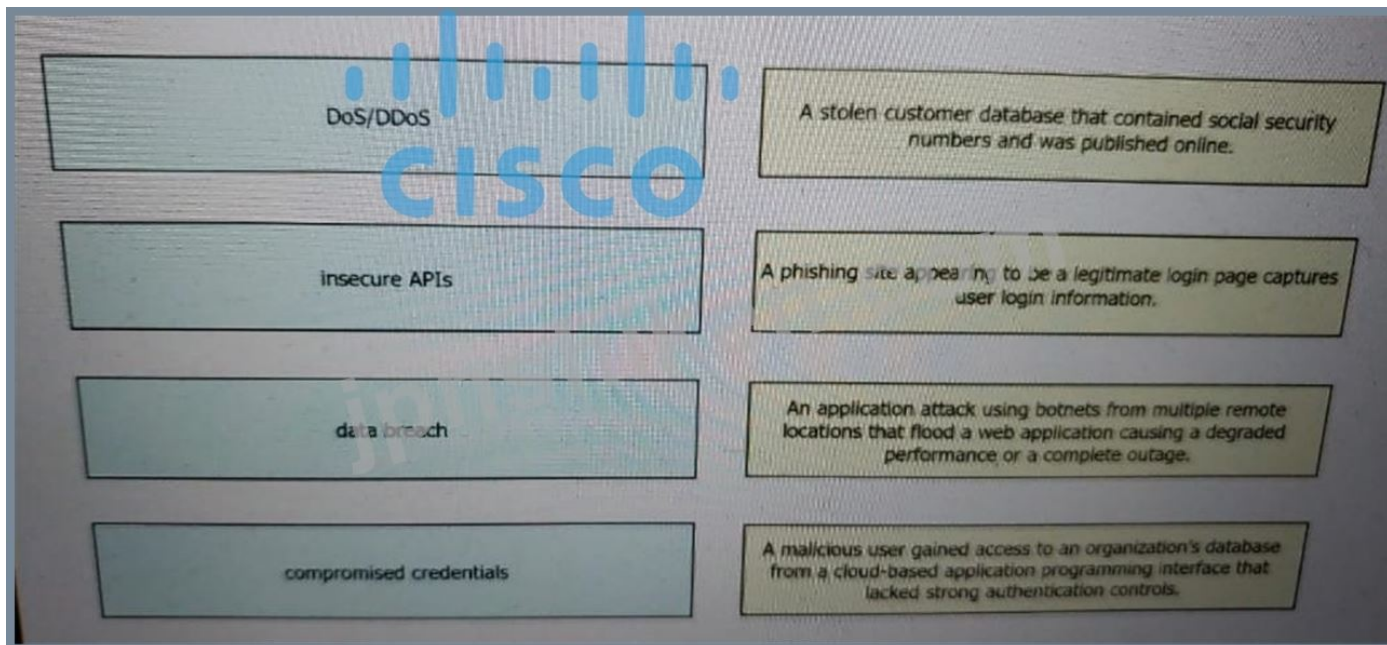 CISCO
DoS/DDoS
A stolen customer database that contained social security
numbers and was published online.
insecure APIs
A phishing site appearing to be a legitimate login page captures
user login information.
data breach
An application attack using botnets from multiple remote
locations that flood a web application causing a degraded
performance or a complete outage.
compromised credentials
A malicious user gained access to an organization's database
from a cloud-based application programming interface that
lacked strong authentication controls.